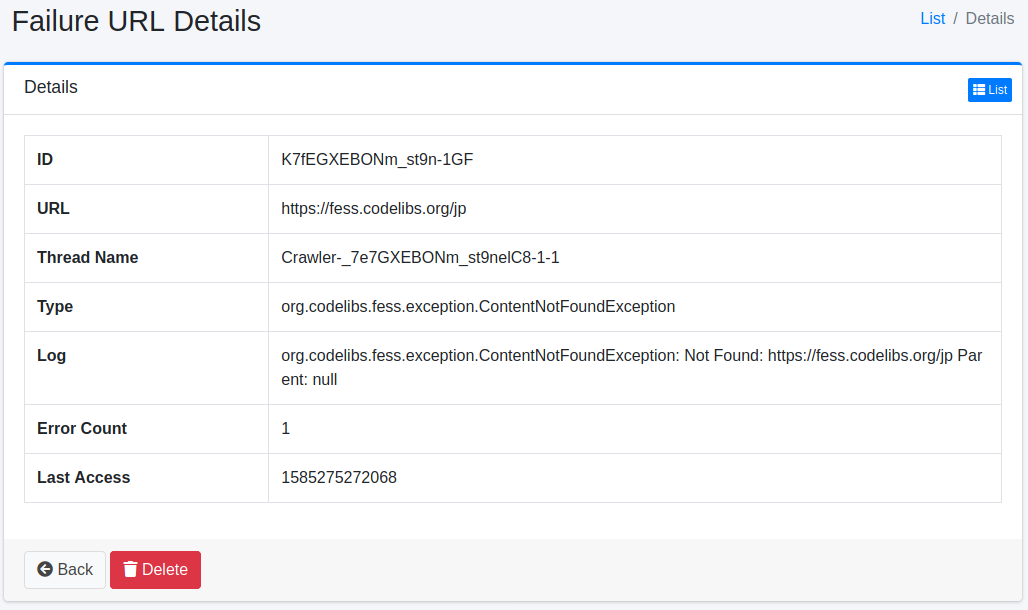 Failure URL Details
List / Details
Details
List
ID K7fEGXEBONm_st9n-1GF
URL https://fess.codelibs.org/jp
Thread Name Crawler-_7e7GXEBONm_st9nelC8-1-1
Type org.codelibs.fess.exception.ContentNotFoundException
Log org.codelibs.fess.exception.ContentNotFoundException: Not Found: https://fess.codelibs.org/jp Par
ent: null
Error Count 1
Last Access 1585275272068
Back Delete